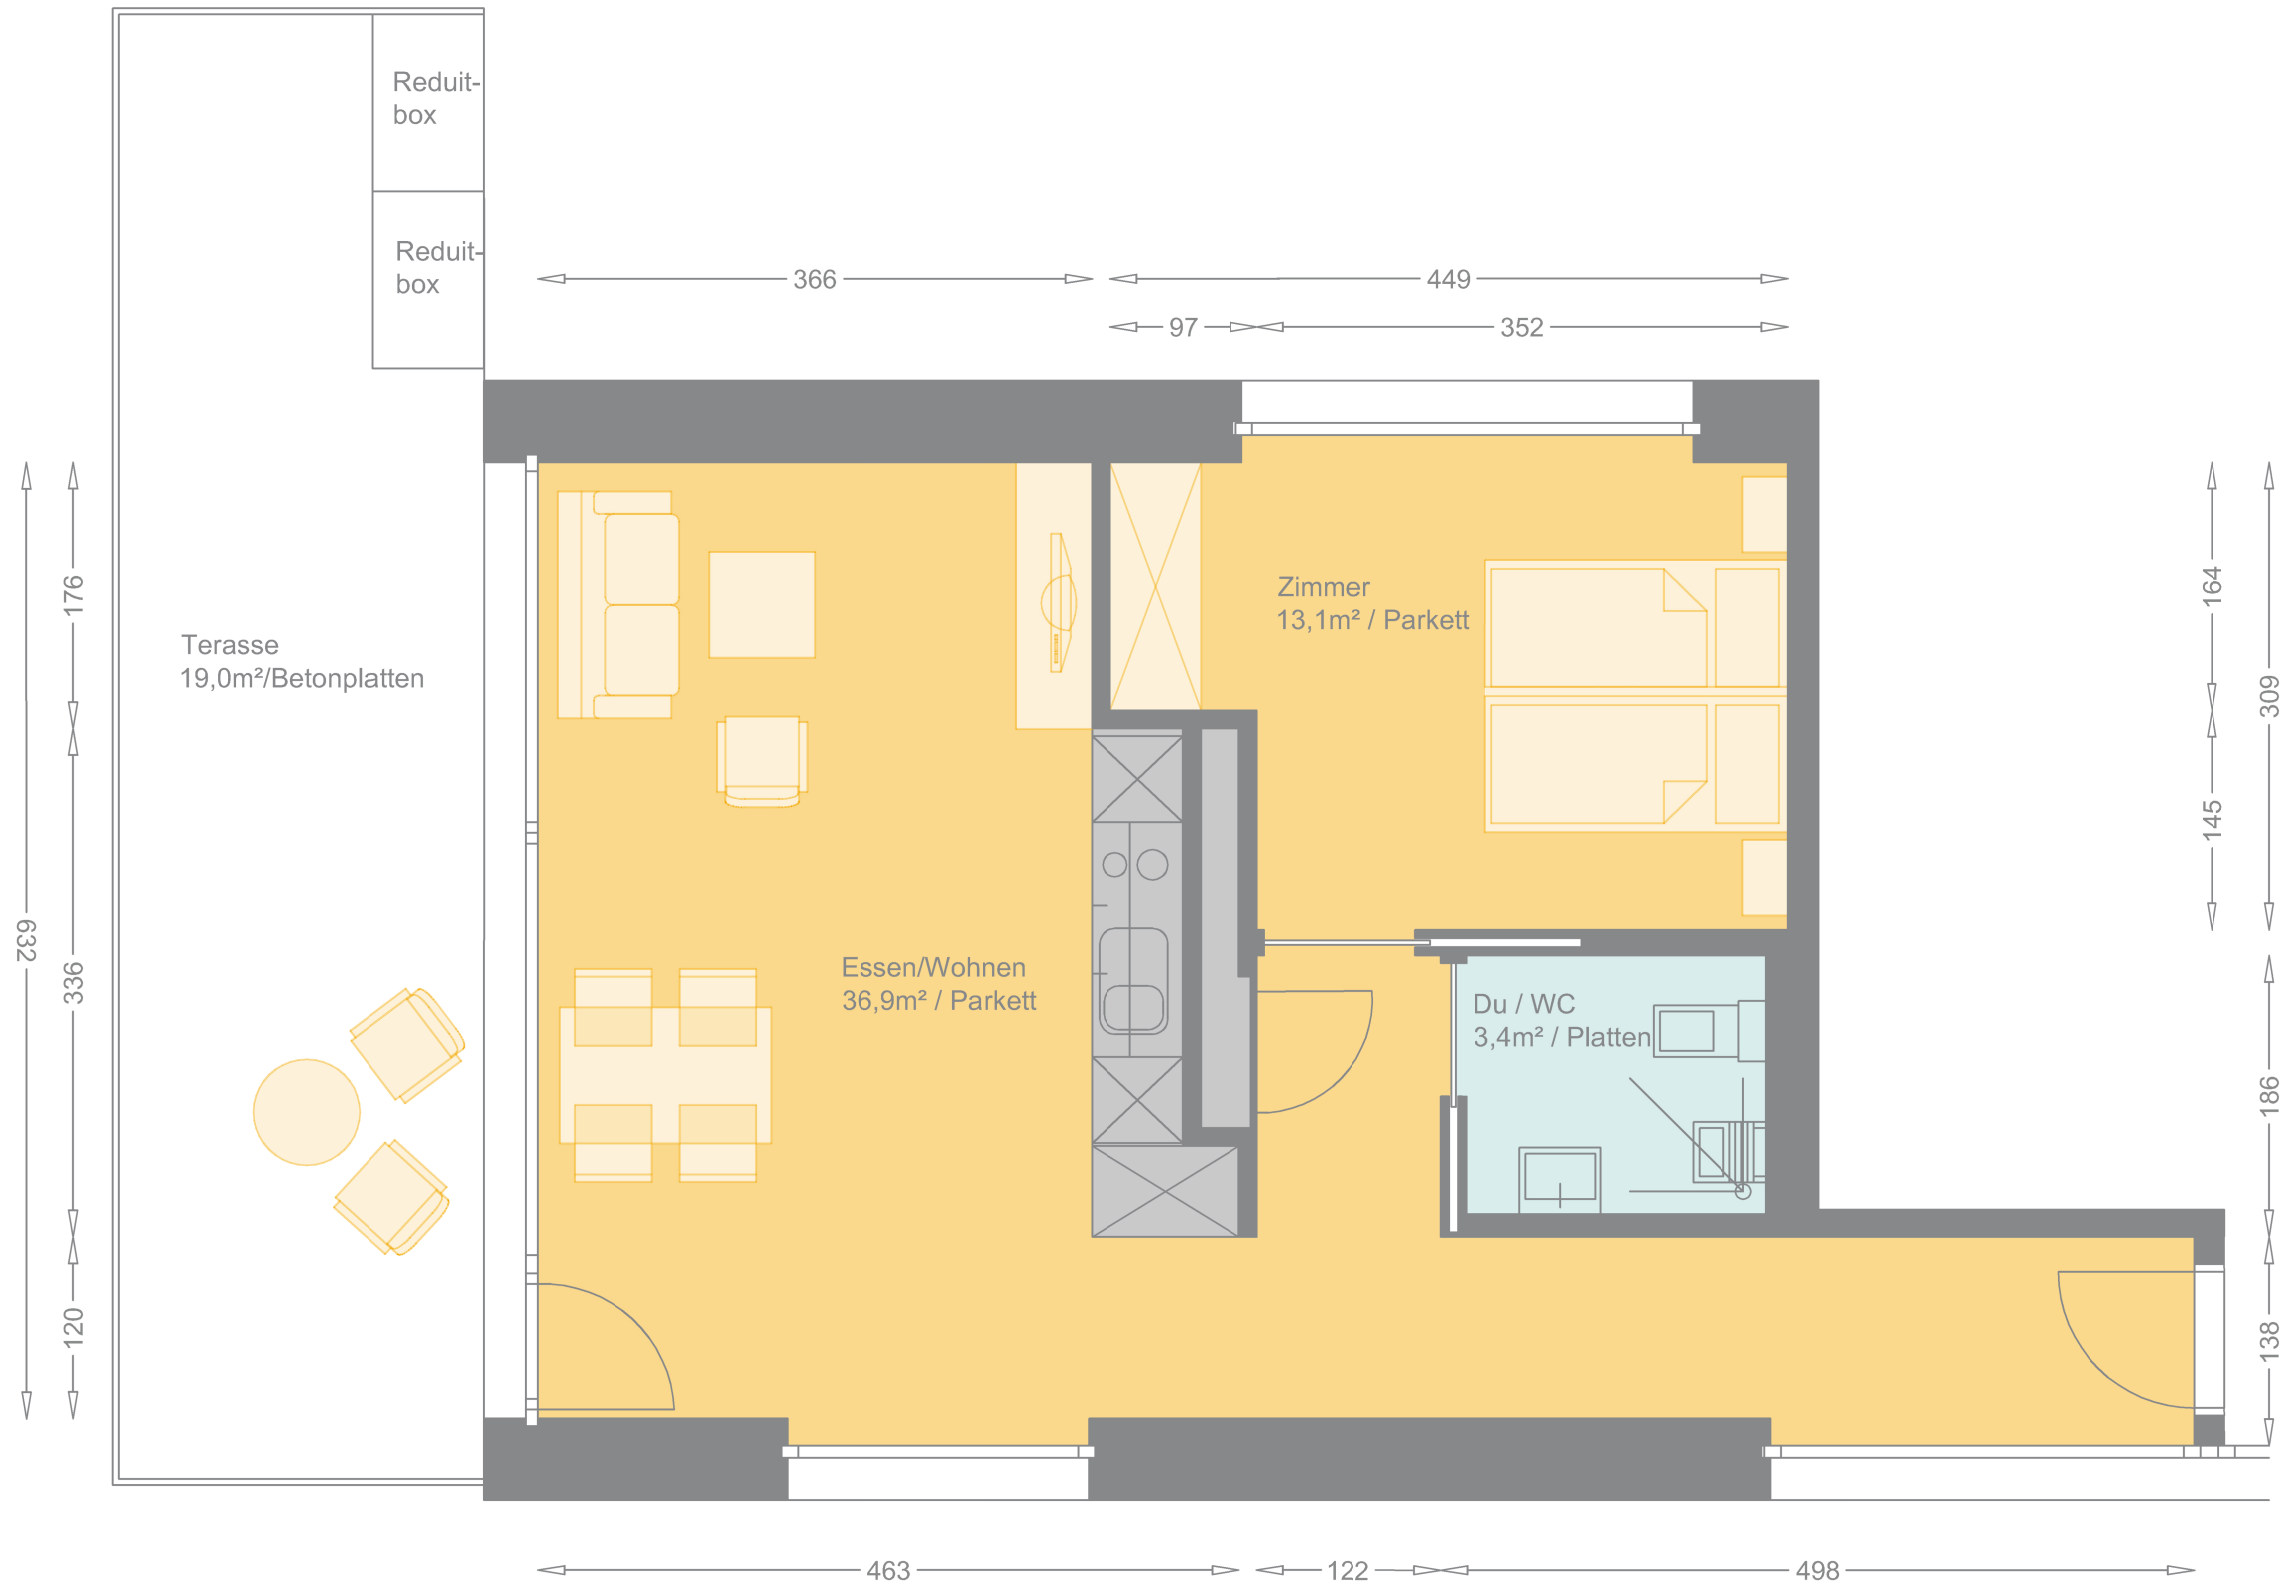 Reduit-
box
Reduit-
box
366
449
97
352
Zimmer
13,1m² / Parkett
176
164
Terasse
19,0m²/Betonplatten
309
145
632
336
Essen/Wohnen
36,9m² / Parkett
Du / WC
3,4m² / Platten
186
120
138
463
122
498